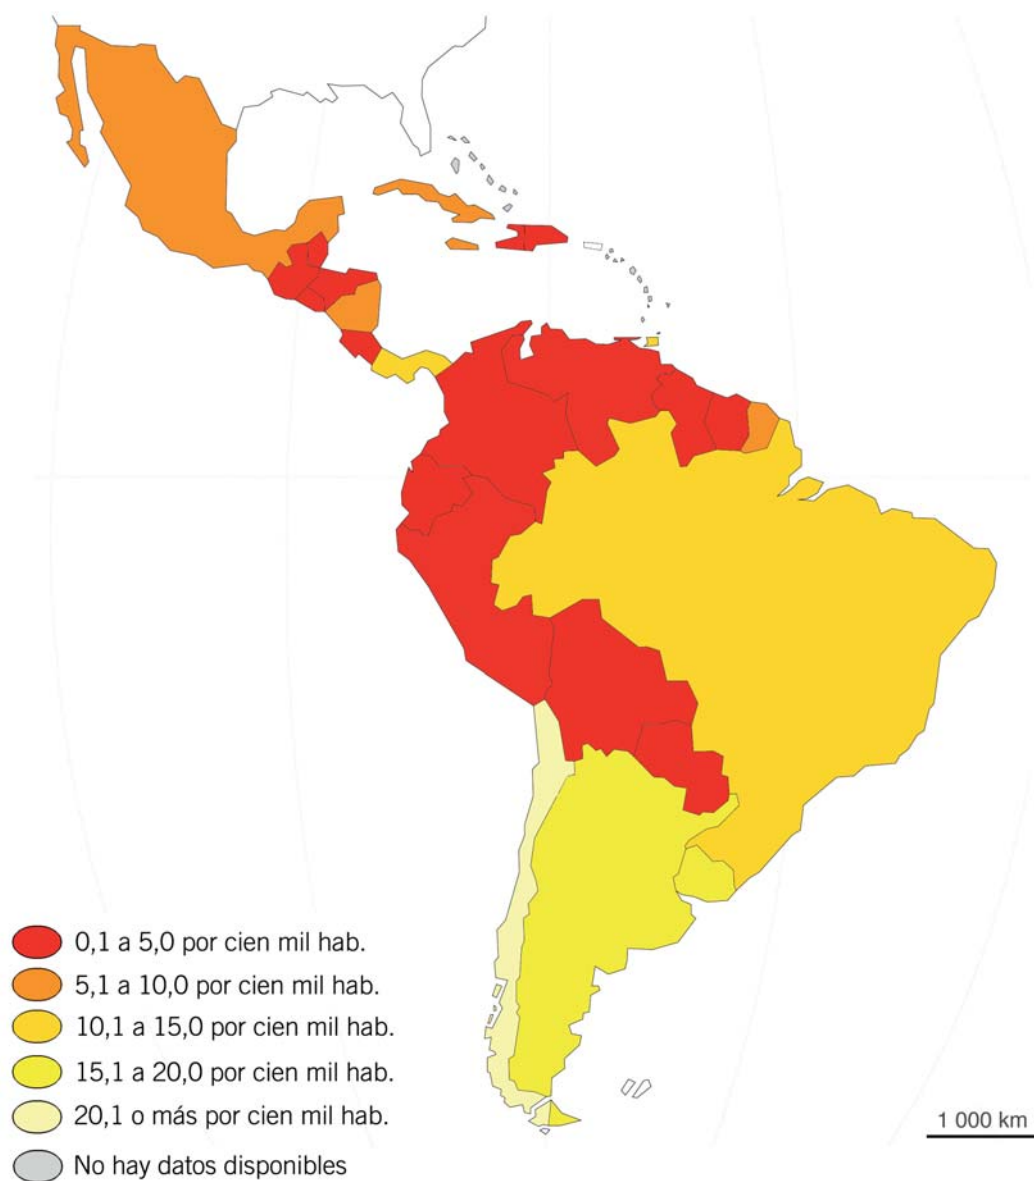 0,1 a 5,0 por cien mil hab.
5,1 a 10,0 por cien mil hab.
10,1 a 15,0 por cien mil hab.
15,1 a 20,0 por cien mil hab.
20,1 o más por cien mil hab.
No hay datos disponibles
1 000 km